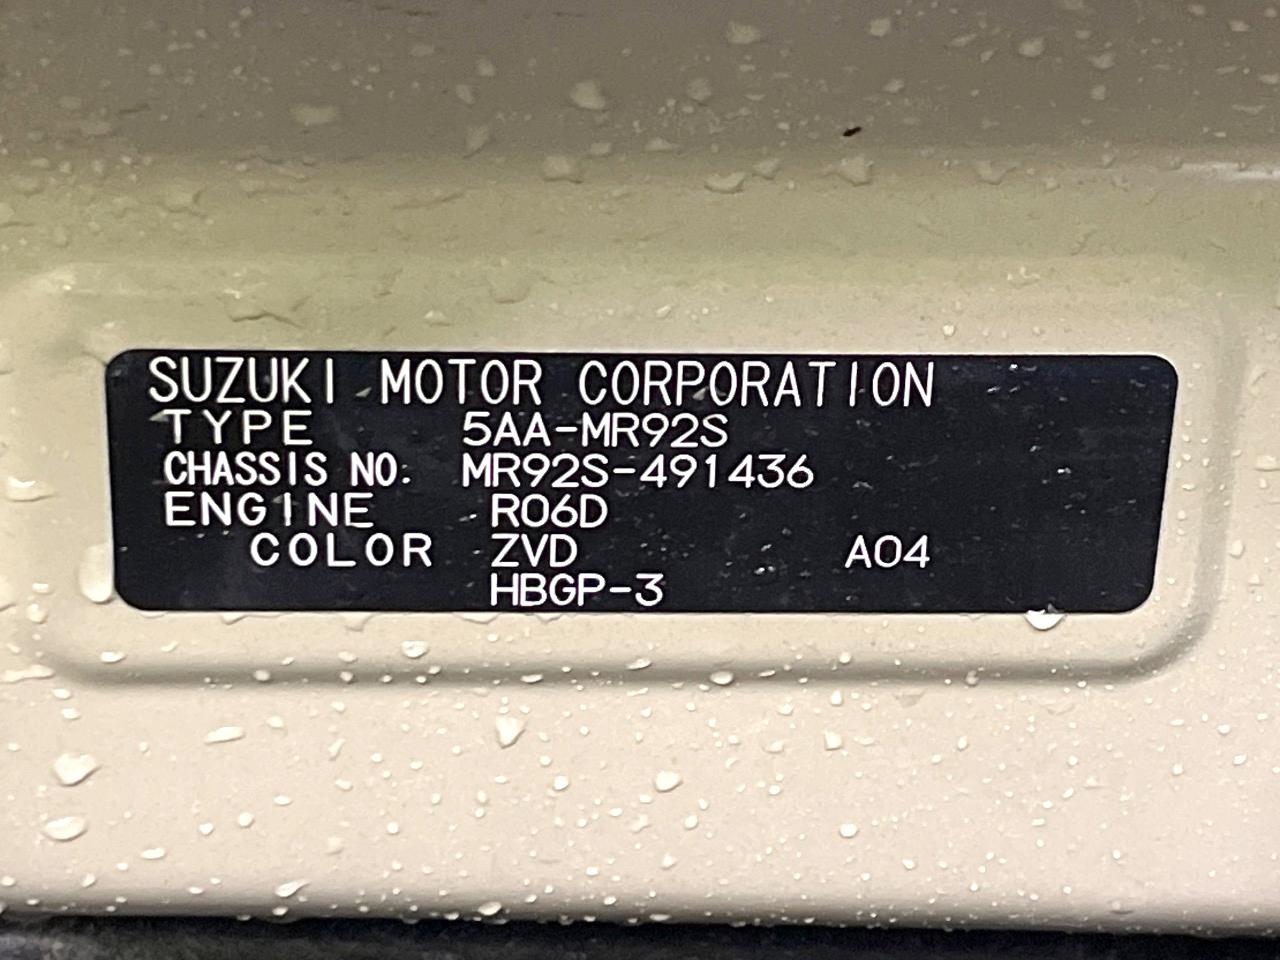 SUZUKI MOTOR CORPORATION
TYPE 5AA-MR92S
CHASSIS NO. MR92S-491436
ENGINE R06D
COLOR ZVD A04
HBGP-3